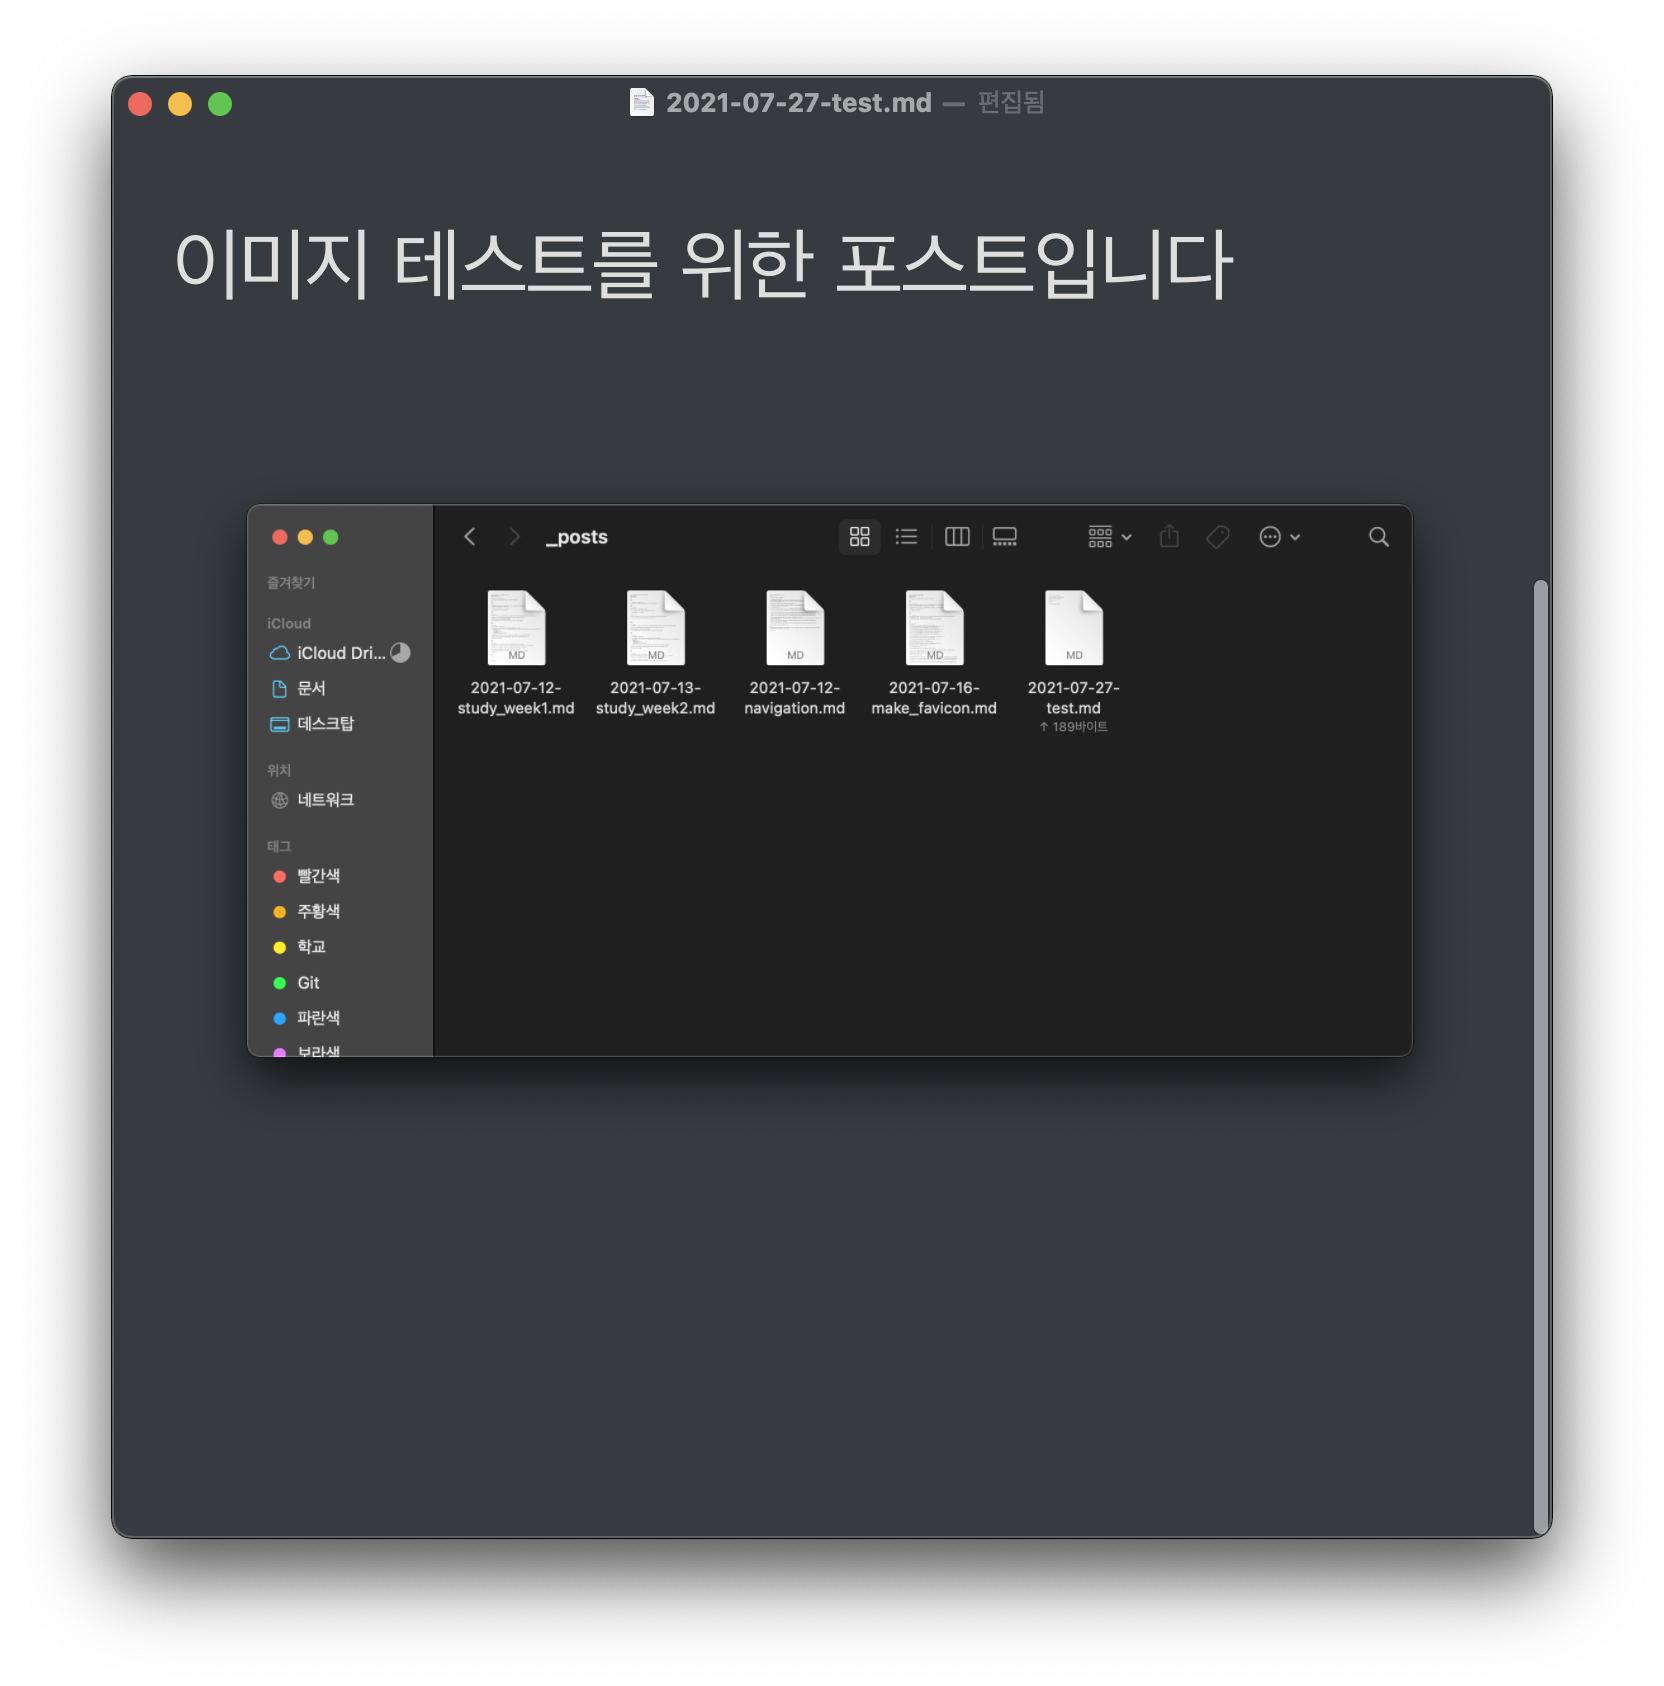 2021-07-27-test.md — 편집됨
이미지 테스트를 위한 포스트입니다
_posts
즐겨찾기
iCloud
iCloud Dri...
문서
데스크탑
위치
네트워크
태그
빨간색
주황색
학교
Git
파란색
보라색
MD
2021-07-12-
study_week1.md
MD
2021-07-13-
study_week2.md
MD
2021-07-12-
navigation.md
MD
2021-07-16-
make_favicon.md
MD
2021-07-27-
test.md
↑ 189바이트